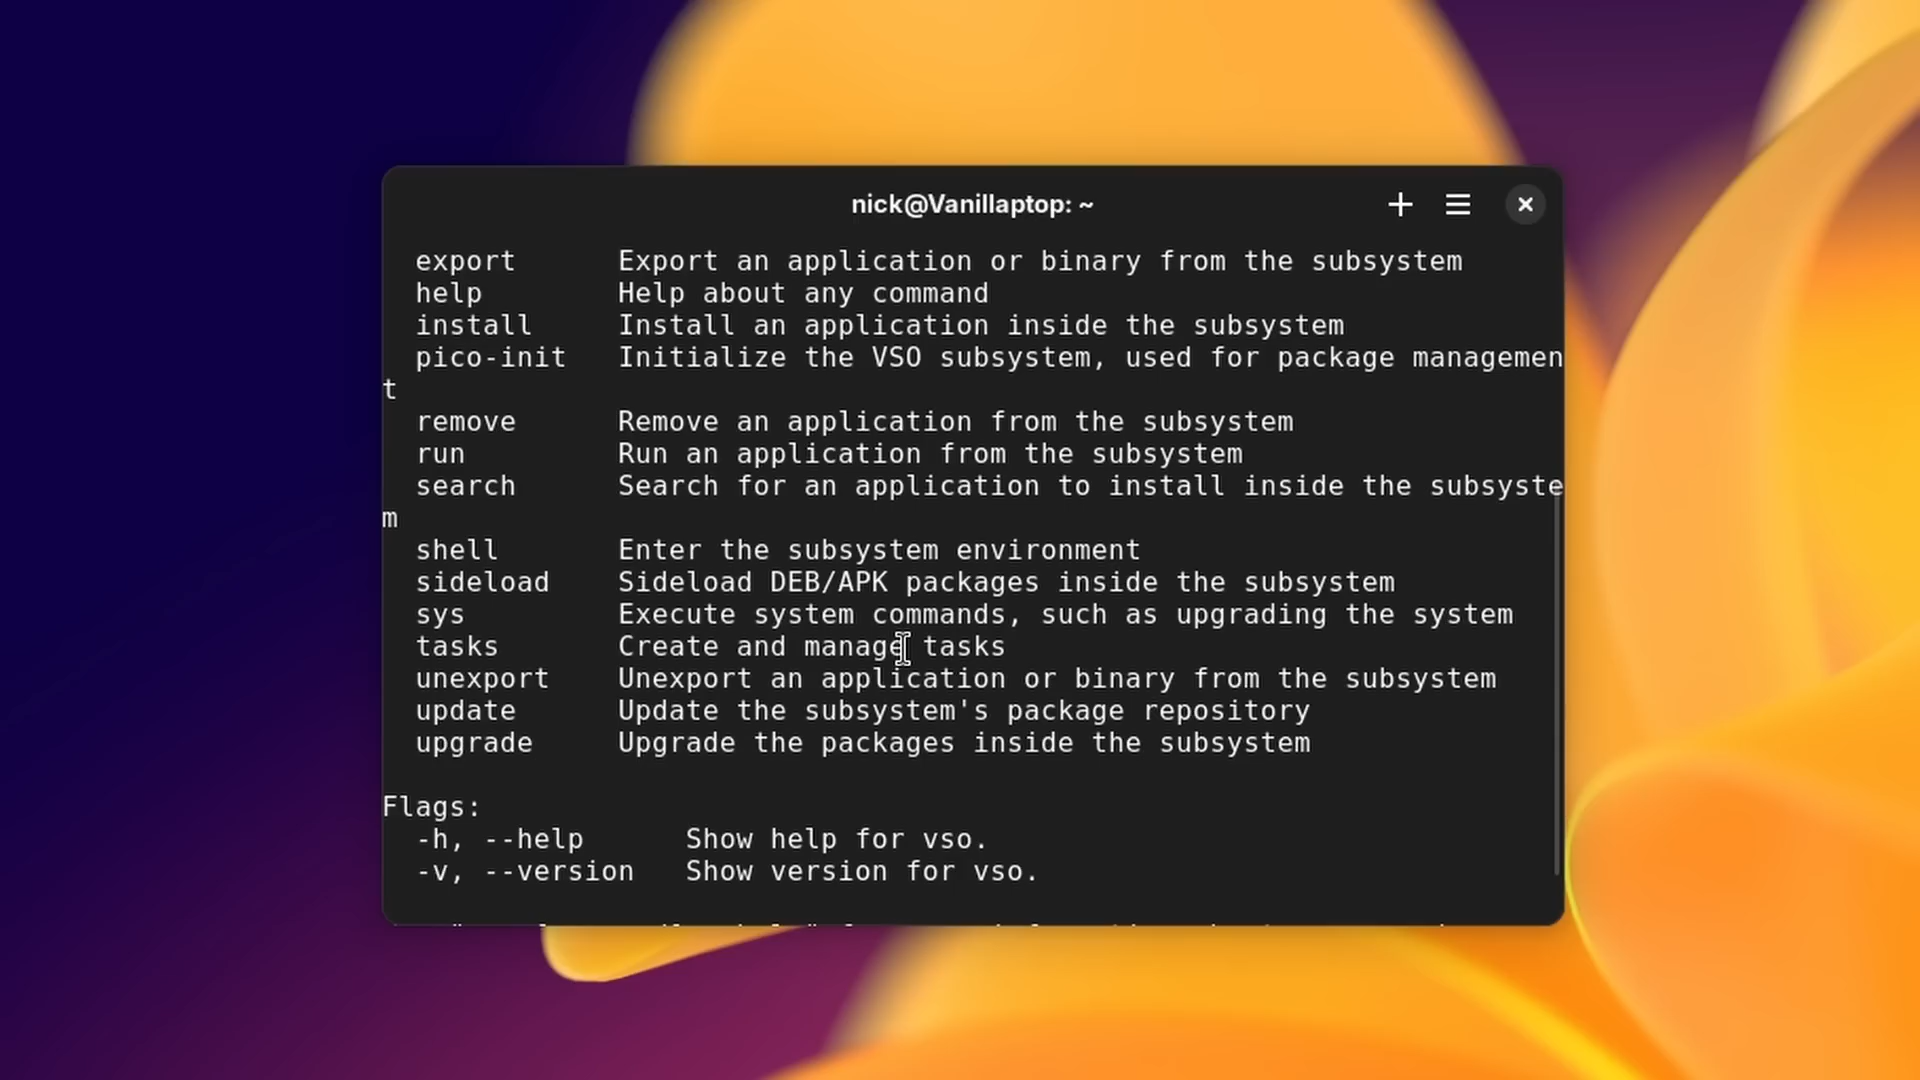 nick@Vanillaptop: ~
export Export an application or binary from the subsystem
help Help about any command
install Install an application inside the subsystem
pico-init Initialize the VSO subsystem, used for package managemen
t
remove Remove an application from the subsystem
run Run an application from the subsystem
search Search for an application to install inside the subsyste
m
shell Enter the subsystem environment
sideload Sideload DEB/APK packages inside the subsystem
sys Execute system commands, such as upgrading the system
tasks Create and manage tasks
unexport Unexport an application or binary from the subsystem
update Update the subsystem's package repository
upgrade Upgrade the packages inside the subsystem
Flags:
-h, --help Show help for vso.
-v, --version Show version for vso.